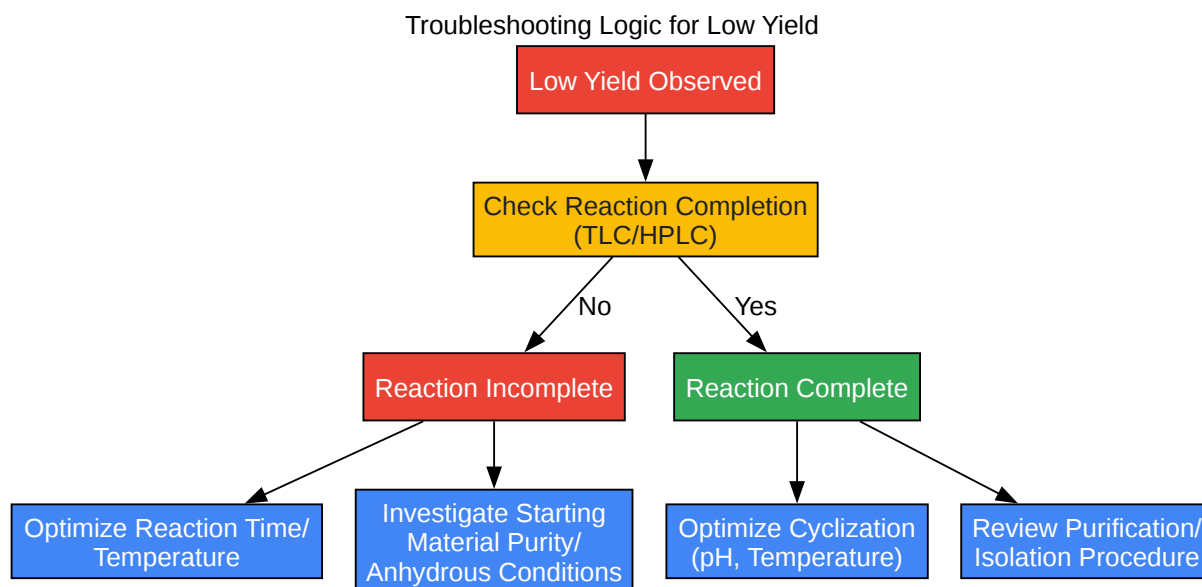 Troubleshooting Logic for Low Yield
Low Yield Observed
Check Reaction Completion
(TLC/HPLC)
No
Yes
Reaction Incomplete
Reaction Complete
Optimize Reaction Time/
Temperature
Investigate Starting
Material Purity/
Anhydrous Conditions
Optimize Cyclization
(pH, Temperature)
Review Purification/
Isolation Procedure